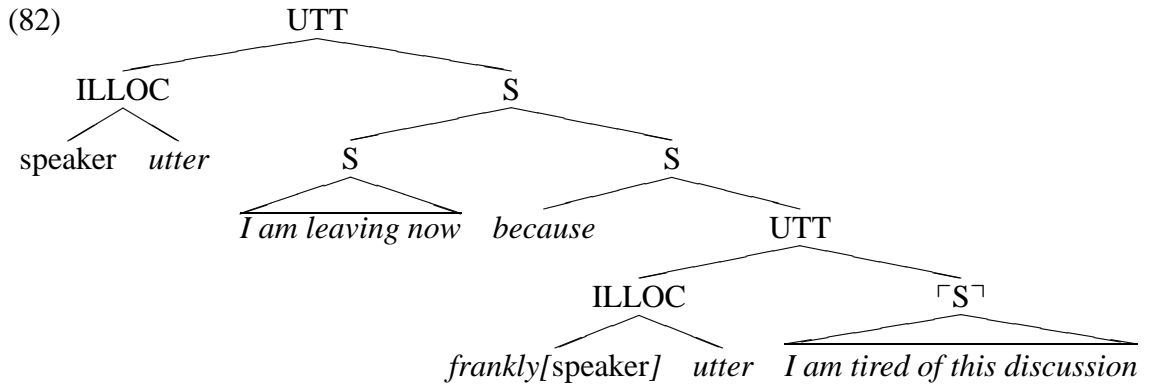 (82) UTT
ILLOC S
speaker utter S S
I am leaving now because UTT
ILLOC ⌜S⌝
frankly[speaker] utter I am tired of this discussion